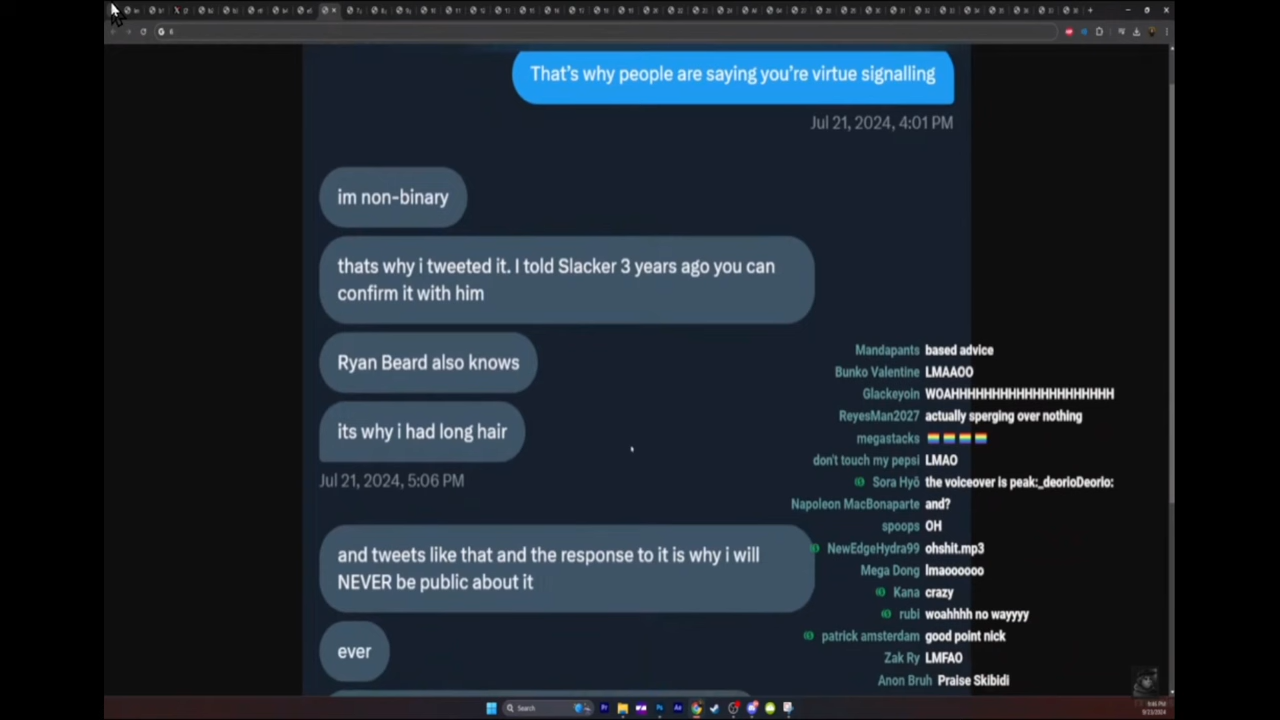 That's why people are saying you're virtue signalling
Jul 21, 2024, 4:01 PM
im non-binary
thats why i tweeted it. I told Slacker 3 years ago you can
confirm it with him
Ryan Beard also knows
its why i had long hair
Jul 21, 2024, 5:06 PM
and tweets like that and the response to it is why i will
NEVER be public about it
ever
Mandapants based advice
Bunko Valentine LMAAOO
Glackeyoin WOAHHHHHHHHHHHHHHHHHHH
ReyesMan2027 actually sperging over nothing
megastacks 🏳️‍🌈 🏳️‍🌈 🏳️‍🌈 🏳️‍🌈
don't touch my pepsi LMAO
Sora Hyō the voiceover is peak:_deorioDeorio:
Napoleon MacBonaparte and?
spoops OH
NewEdgeHydra99 ohshit.mp3
Mega Dong lmaoooooo
Kana crazy
rubi woahhhh no wayyyy
patrick amsterdam good point nick
Zak Ry LMFAO
Anon Bruh Praise Skibidi
Search